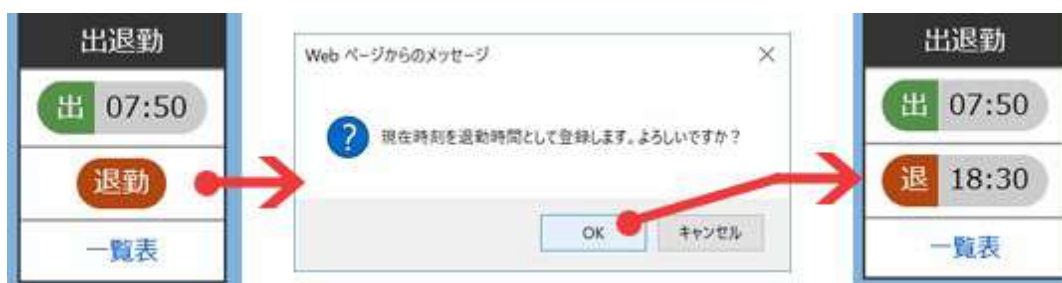 出退勤
出 07:50
退勤
一覧表
Web ページからのメッセージ
現在時刻を退勤時間として登録します。よろしいですか?
OK
キャンセル
出退勤
出 07:50
退 18:30
一覧表